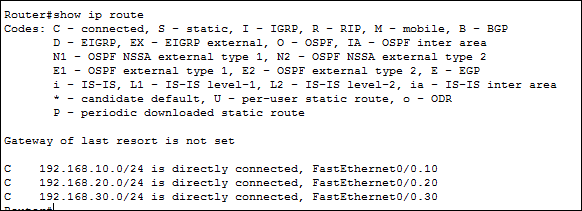 Router#show ip route
Codes: C - connected, S - static, I - IGRP, R - RIP, M - mobile, B - BGP
D - EIGRP, EX - EIGRP external, O - OSPF, IA - OSPF inter area
N1 - OSPF NSSA external type 1, N2 - OSPF NSSA external type 2
E1 - OSPF external type 1, E2 - OSPF external type 2, E - EGP
i - IS-IS, L1 - IS-IS level-1, L2 - IS-IS level-2, ia - IS-IS inter area
* - candidate default, U - per-user static route, o - ODR
P - periodic downloaded static route
Gateway of last resort is not set
C 192.168.10.0/24 is directly connected, FastEthernet0/0.10
C 192.168.20.0/24 is directly connected, FastEthernet0/0.20
C 192.168.30.0/24 is directly connected, FastEthernet0/0.30
Router#